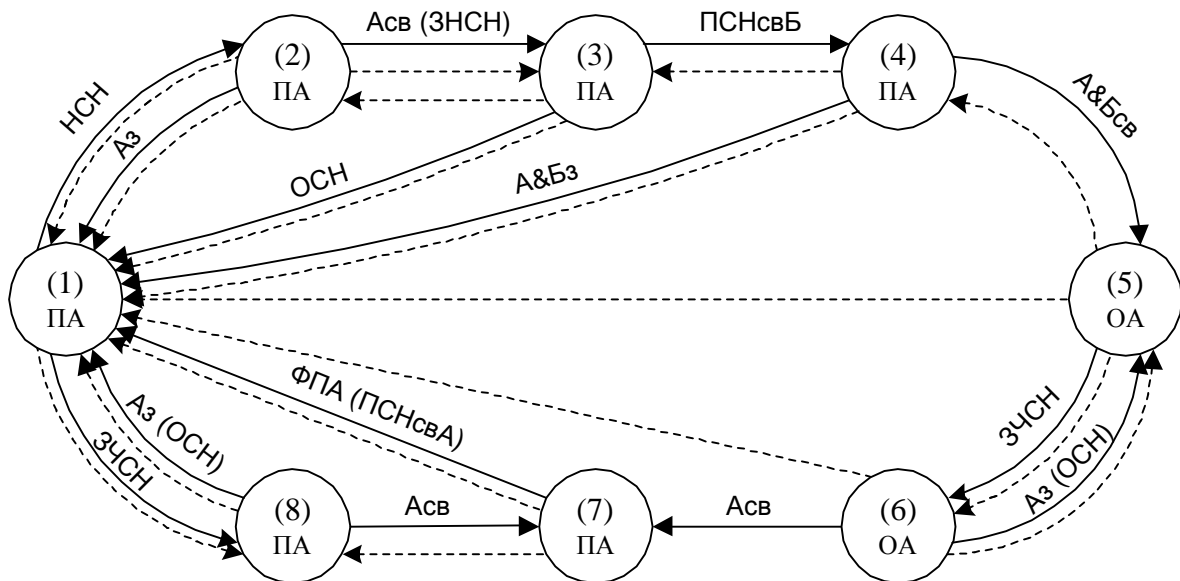 Асв (ЗНСН)
ПСНсвБ
(2)
ПА
(3)
ПА
(4)
ПА
НСН
Аз
ОСН
А&Бз
А&Бсв
(1)
ПА
(5)
ОА
ФПА (ПСНсвА)
Аз (ОСН)
ЗЧСН
ЗЧСН
Аз (ОСН)
(8)
ПА
Асв
(7)
ПА
Асв
(6)
ОА